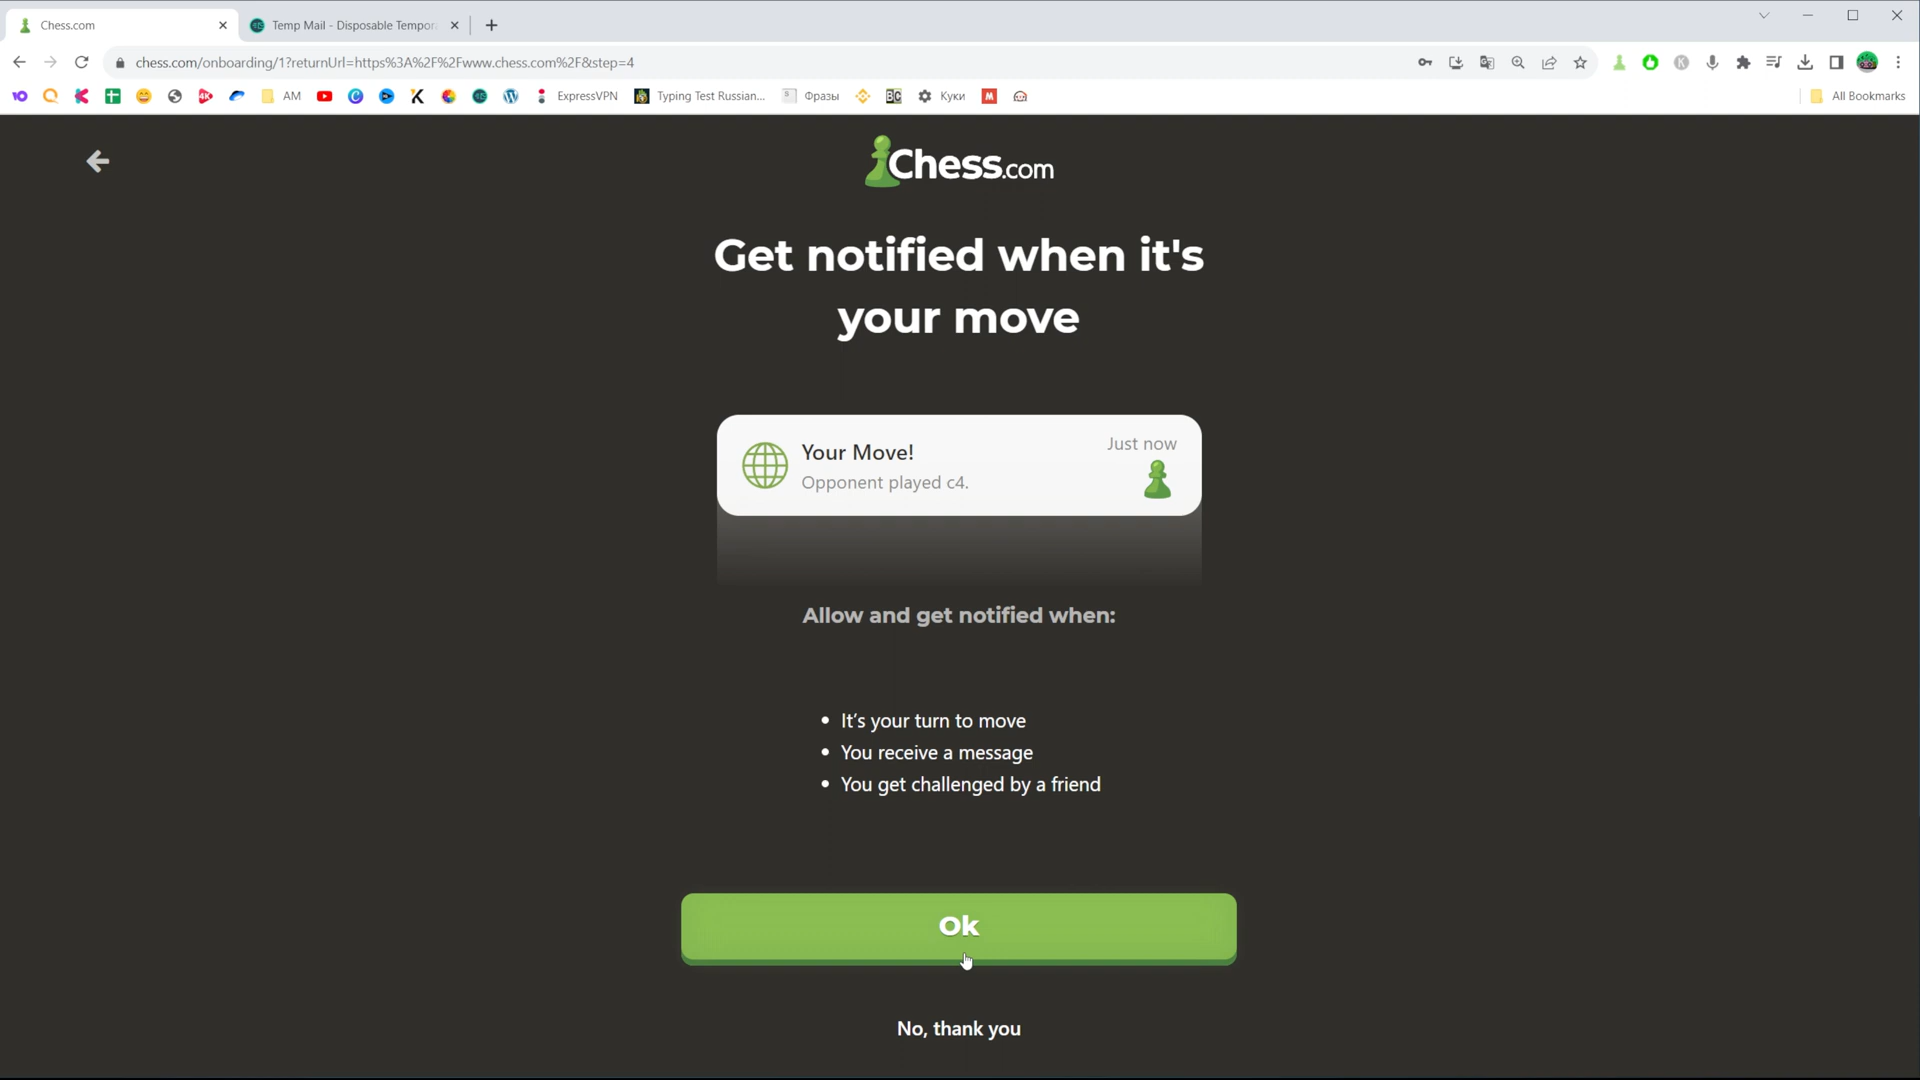 Chess.com
Temp Mail - Disposable Tempor
chess.com/onboarding/1?returnUrl=https%3A%2F%2Fwww.chess.com%2F&step=4
AM
ExpressVPN
Typing Test Russian...
Фразы
BC
Куки
All Bookmarks
Chess.com
Get notified when it's
your move
Your Move!
Just now
Opponent played c4.
Allow and get notified when:
• It's your turn to move
• You receive a message
• You get challenged by a friend
Ok
No, thank you